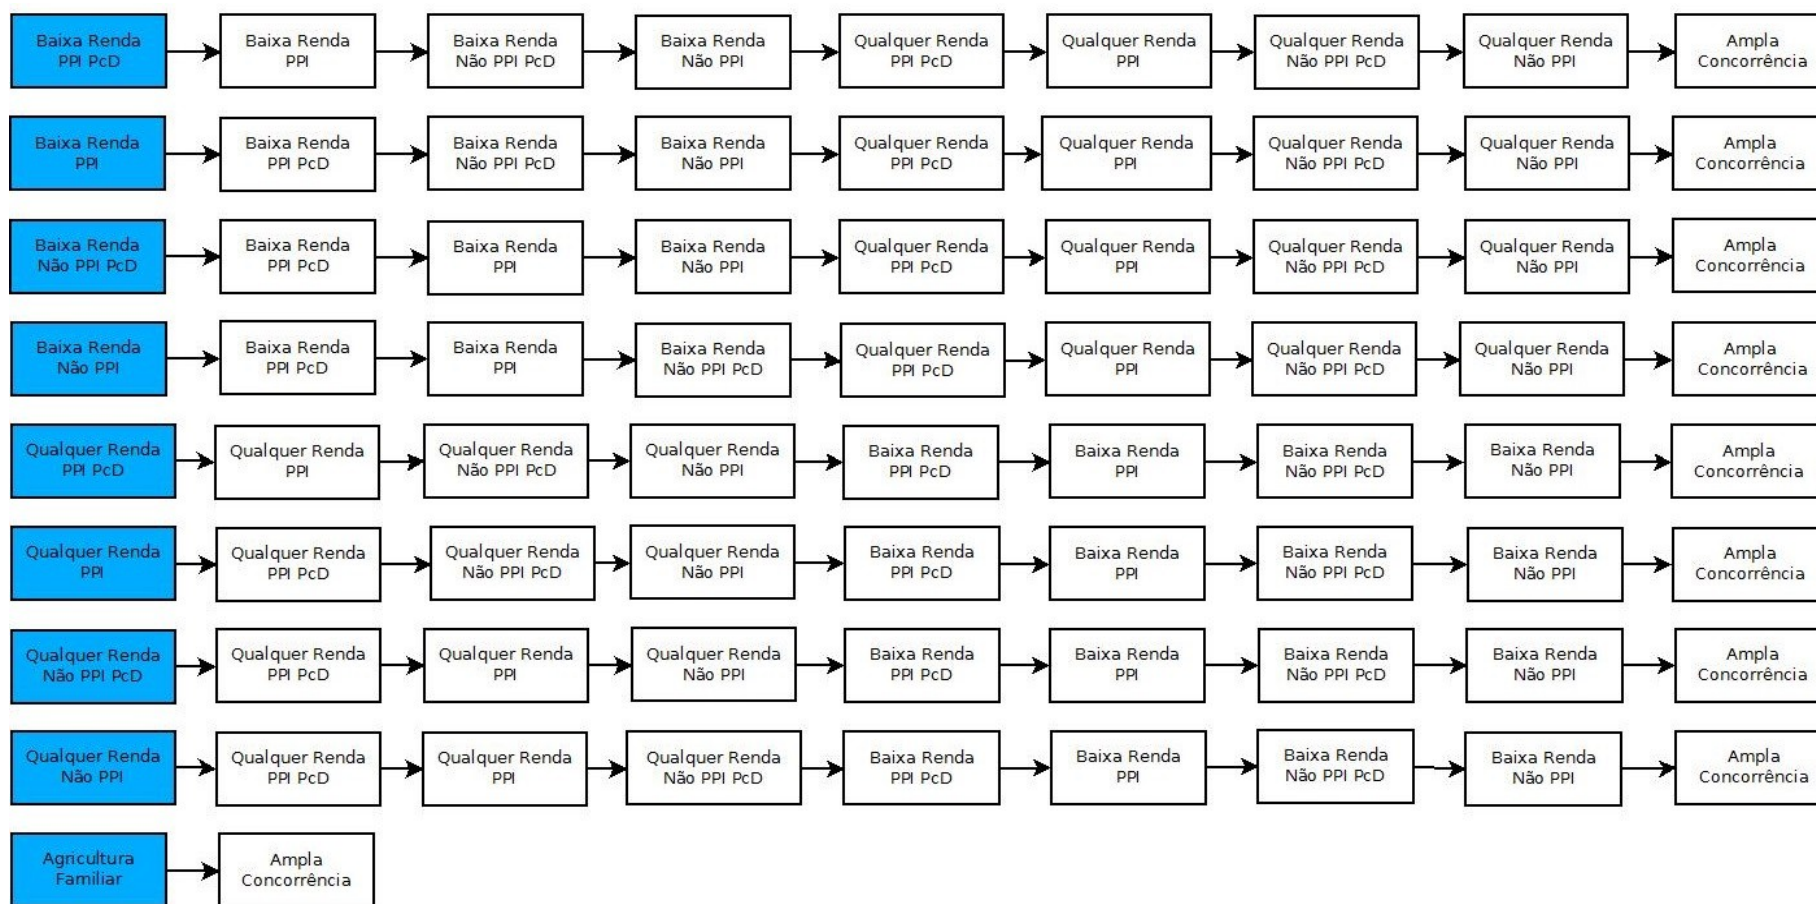 Baixa Renda
PPI PcD
Baixa Renda
PPI
Baixa Renda
Não PPI PcD
Baixa Renda
Não PPI
Qualquer Renda
PPI PcD
Qualquer Renda
PPI
Qualquer Renda
Não PPI PcD
Qualquer Renda
Não PPI
Ampla
Concorrência
Baixa Renda
PPI
Baixa Renda
PPI PcD
Baixa Renda
Não PPI PcD
Baixa Renda
Não PPI
Qualquer Renda
PPI PcD
Qualquer Renda
PPI
Qualquer Renda
Não PPI PcD
Qualquer Renda
Não PPI
Ampla
Concorrência
Baixa Renda
Não PPI PcD
Baixa Renda
PPI PcD
Baixa Renda
PPI
Baixa Renda
Não PPI
Qualquer Renda
PPI PcD
Qualquer Renda
PPI
Qualquer Renda
Não PPI PcD
Qualquer Renda
Não PPI
Ampla
Concorrência
Baixa Renda
Não PPI
Baixa Renda
PPI PcD
Baixa Renda
PPI
Baixa Renda
Não PPI PcD
Qualquer Renda
PPI PcD
Qualquer Renda
PPI
Qualquer Renda
Não PPI PcD
Qualquer Renda
Não PPI
Ampla
Concorrência
Qualquer Renda
PPI PcD
Qualquer Renda
PPI
Qualquer Renda
Não PPI PcD
Qualquer Renda
Não PPI
Baixa Renda
PPI PcD
Baixa Renda
PPI
Baixa Renda
Não PPI PcD
Baixa Renda
Não PPI
Ampla
Concorrência
Qualquer Renda
PPI
Qualquer Renda
PPI PcD
Qualquer Renda
Não PPI PcD
Qualquer Renda
Não PPI
Baixa Renda
PPI PcD
Baixa Renda
PPI
Baixa Renda
Não PPI PcD
Baixa Renda
Não PPI
Ampla
Concorrência
Qualquer Renda
Não PPI PcD
Qualquer Renda
PPI PcD
Qualquer Renda
PPI
Qualquer Renda
Não PPI
Baixa Renda
PPI PcD
Baixa Renda
PPI
Baixa Renda
Não PPI PcD
Baixa Renda
Não PPI
Ampla
Concorrência
Qualquer Renda
Não PPI
Qualquer Renda
PPI PcD
Qualquer Renda
PPI
Qualquer Renda
Não PPI PcD
Baixa Renda
PPI PcD
Baixa Renda
PPI
Baixa Renda
Não PPI PcD
Baixa Renda
Não PPI
Ampla
Concorrência
Agricultura
Familiar
Ampla
Concorrência